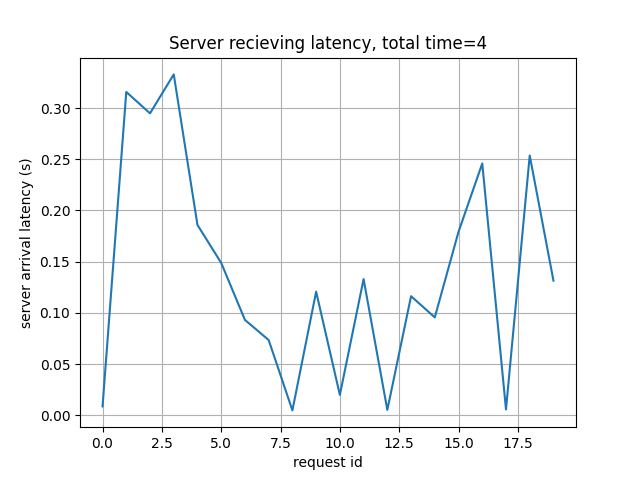 Server recieving latency, total time=4
0.30
0.25
0.20
0.15
0.10
0.05
0.00
server arrival latency (s)
0.0 2.5 5.0 7.5 10.0 12.5 15.0 17.5
request id